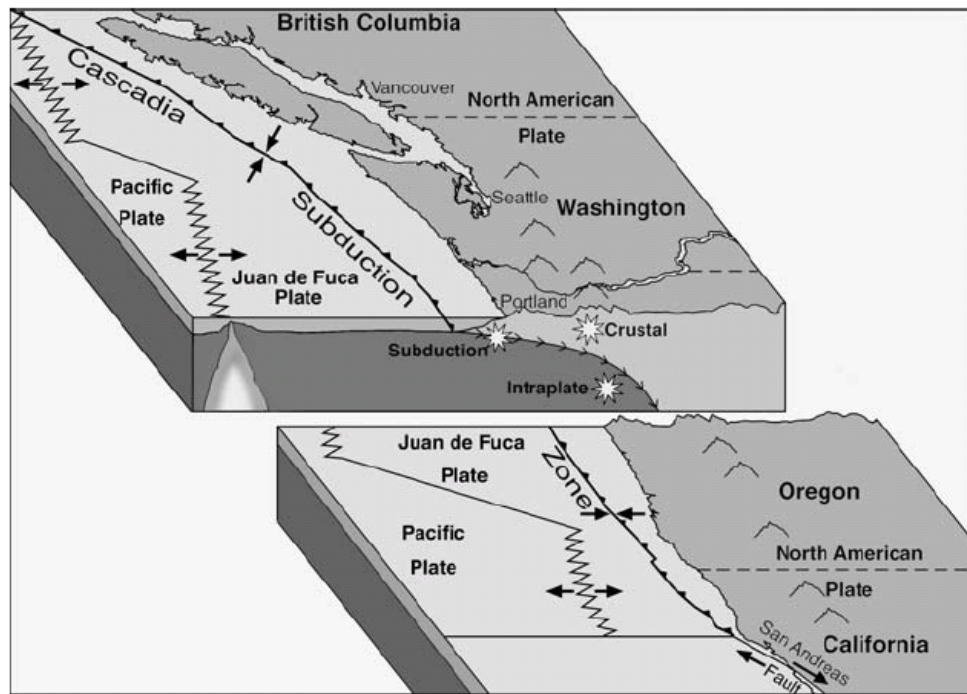 British Columbia
Cascadia
Subduction
Vancouver
North American
Plate
Seattle
Washington
Pacific
Plate
Juan de Fuca
Plate
Portland
Subduction
Crustal
Intraplate
Juan de Fuca
Plate
Zone
Oregon
Pacific
Plate
North American
Plate
California
San Andreas
Fault